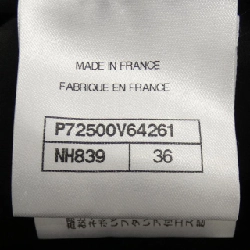 MADE IN FRANCE
FABRIQUE EN FRANCE
P72500V64261
NH839 36